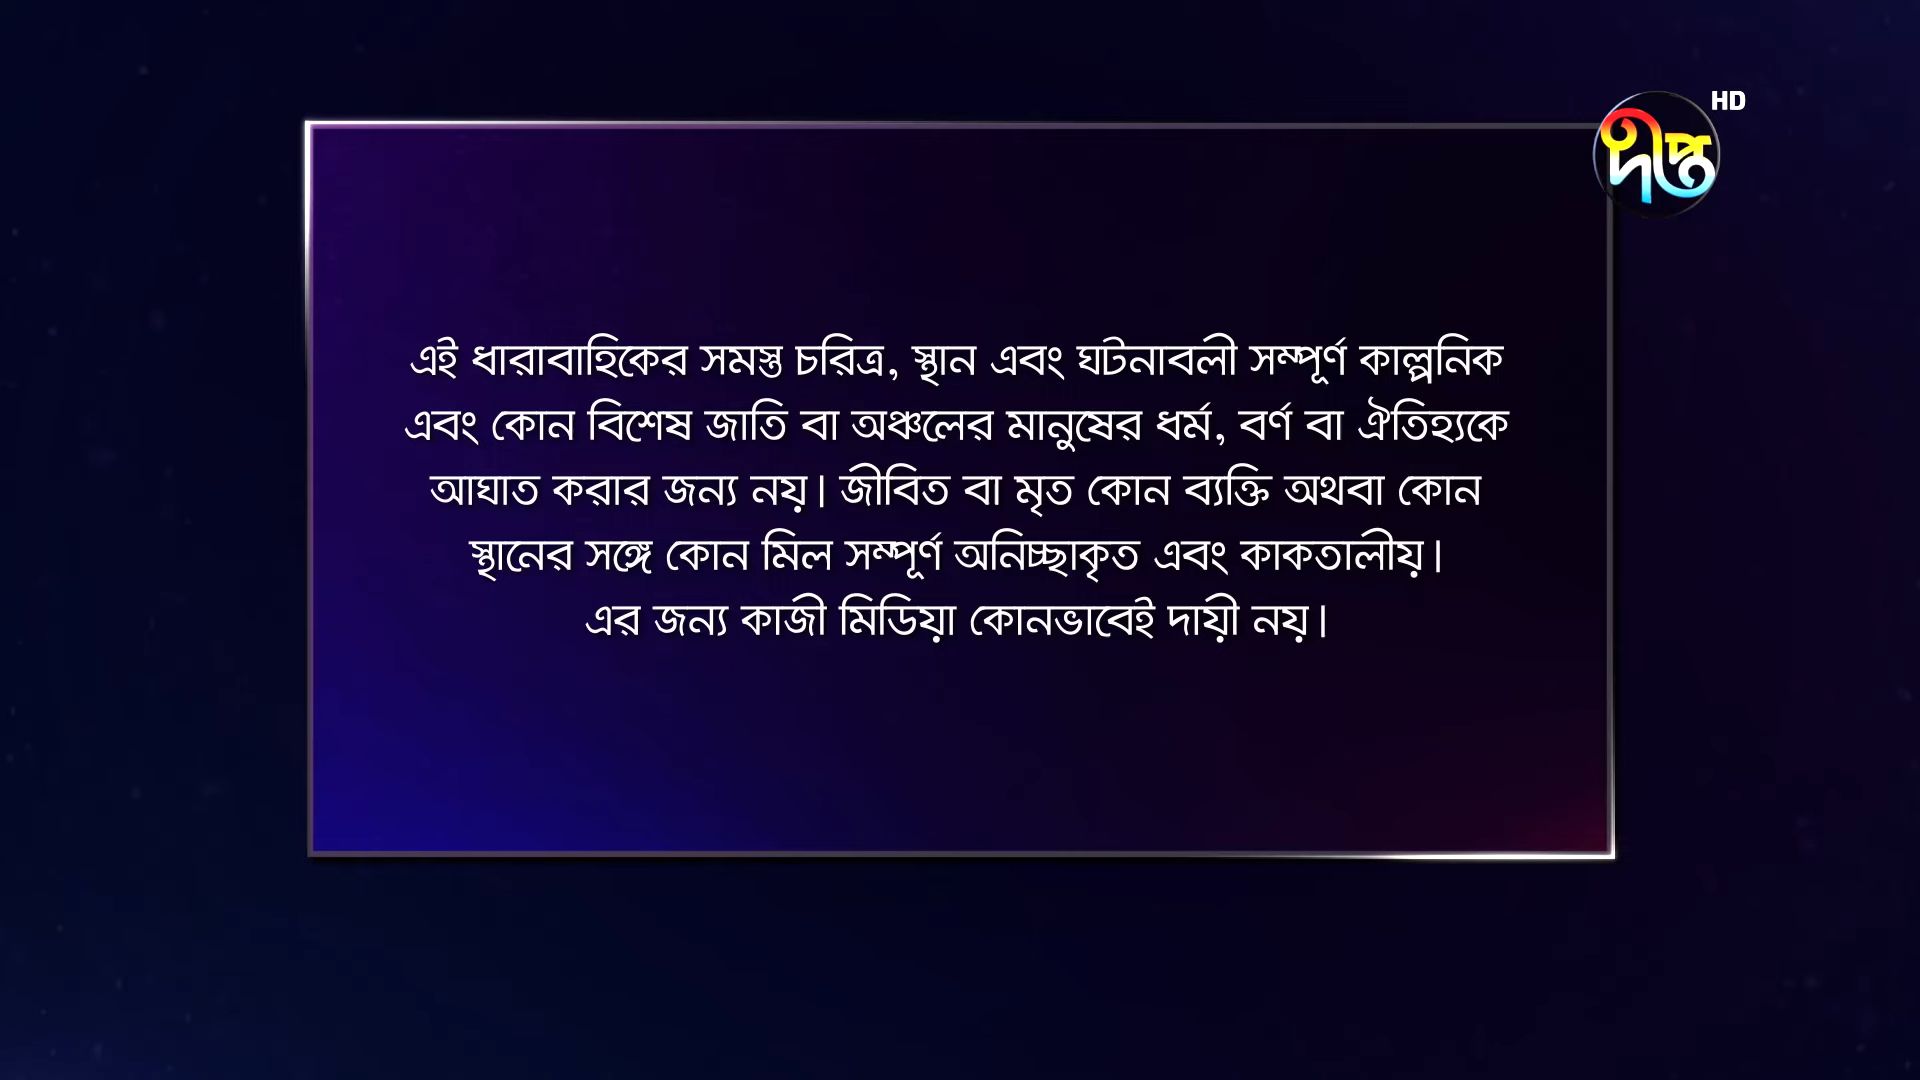 HD
দীপ্ত
এই ধারাবাহিকের সমস্ত চরিত্র, স্থান এবং ঘটনাবলী সম্পূর্ণ কাল্পনিক
এবং কোন বিশেষ জাতি বা অঞ্চলের মানুষের ধর্ম, বর্ণ বা ঐতিহ্যকে
আঘাত করার জন্য নয়। জীবিত বা মৃত কোন ব্যক্তি অথবা কোন
স্থানের সঙ্গে কোন মিল সম্পূর্ণ অনিচ্ছাকৃত এবং কাকতালীয়।
এর জন্য কাজী মিডিয়া কোনভাবেই দায়ী নয়।